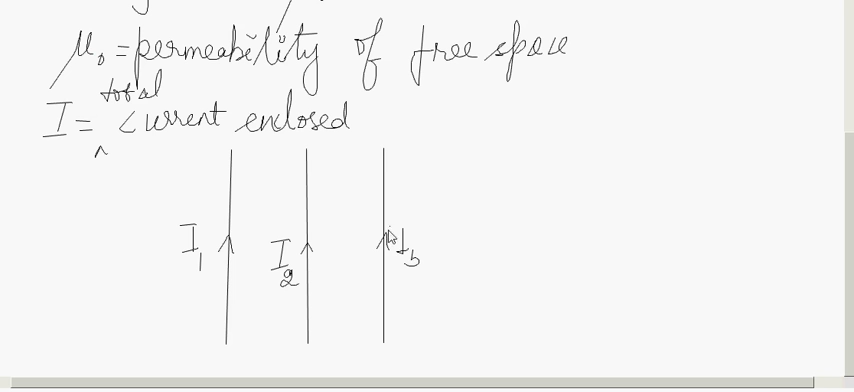 μ₀ = permeability of free space
total
I = current enclosed
^
I₁ I₂ I₃